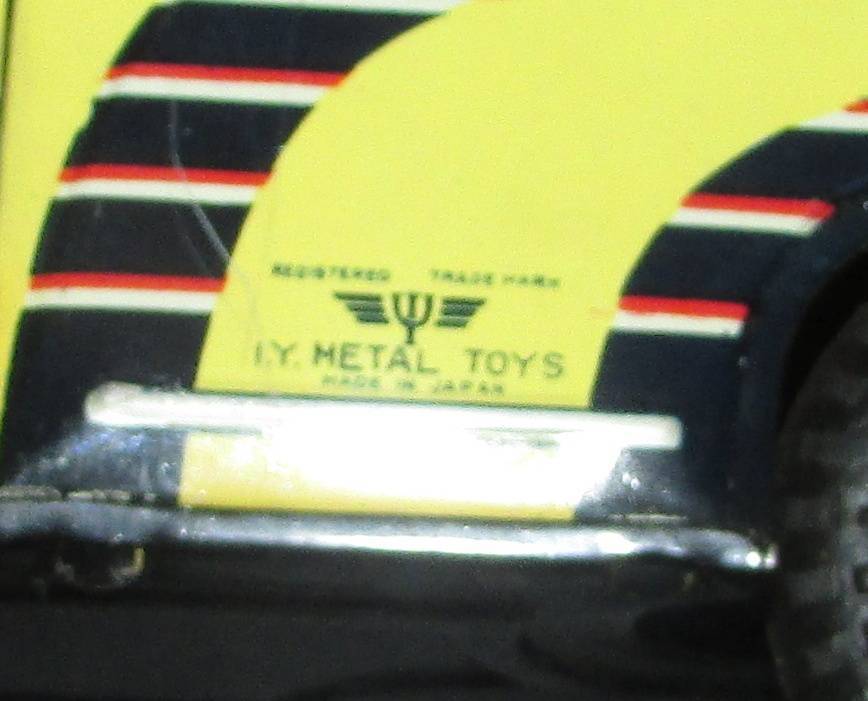 REGISTERED TRADE MARK
I.Y. METAL TOYS
MADE IN JAPAN